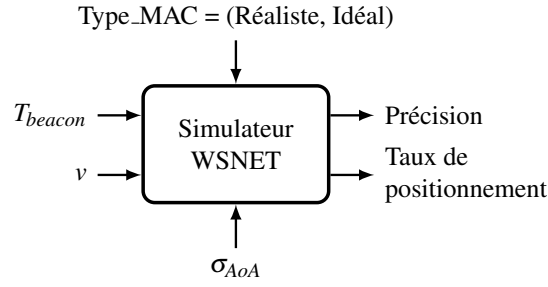 Type_MAC = (Réaliste, Idéal)
T_beacon
v
Simulateur
WSNET
Précision
Taux de
positionnement
σ_AoA